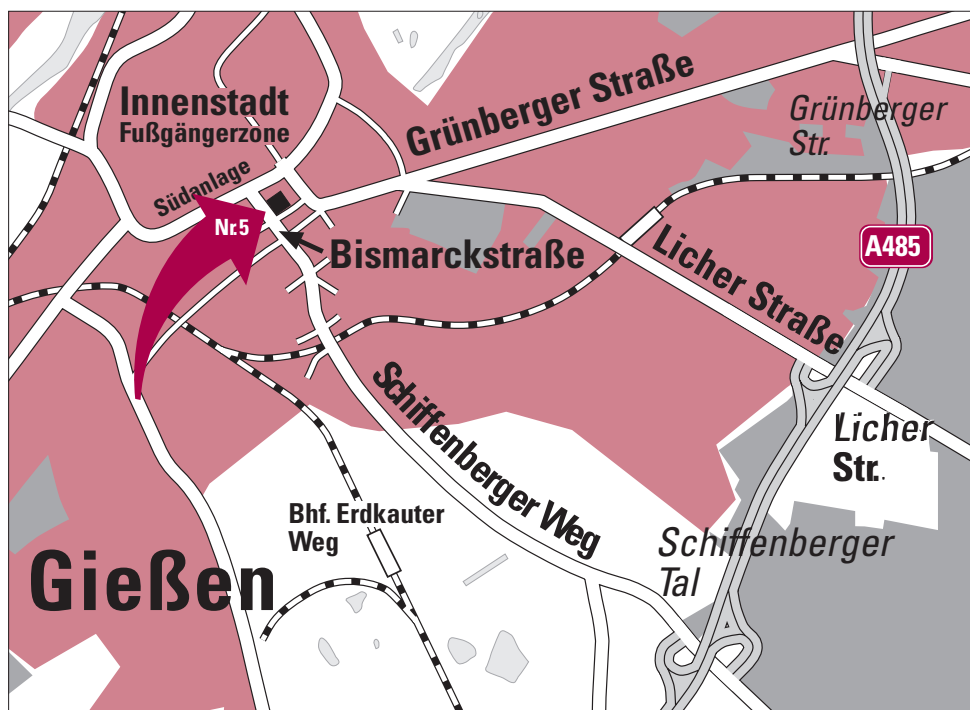 Innenstadt
Fußgängerzone
Grünberger Straße
Grünberger
Str.
Südanlage
Nr.5
Bismarckstraße
A485
Licher Straße
Schiffenberger Weg
Licher
Str.
Bhf. Erdkauter
Weg
Schiffenberger
Tal
Gießen